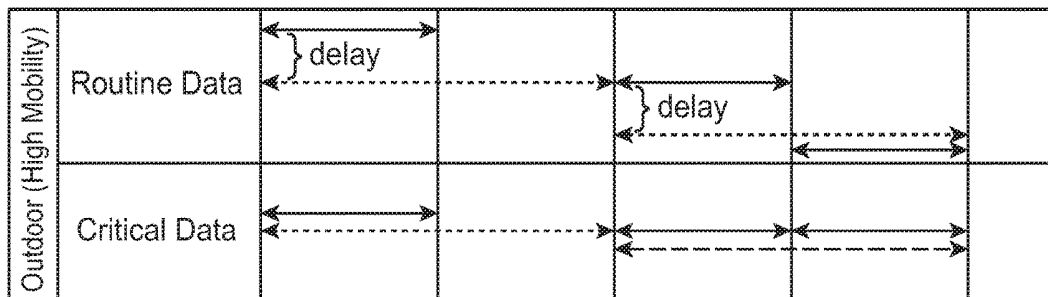 Outdoor (High Mobility)
Routine Data
delay
delay
Critical Data